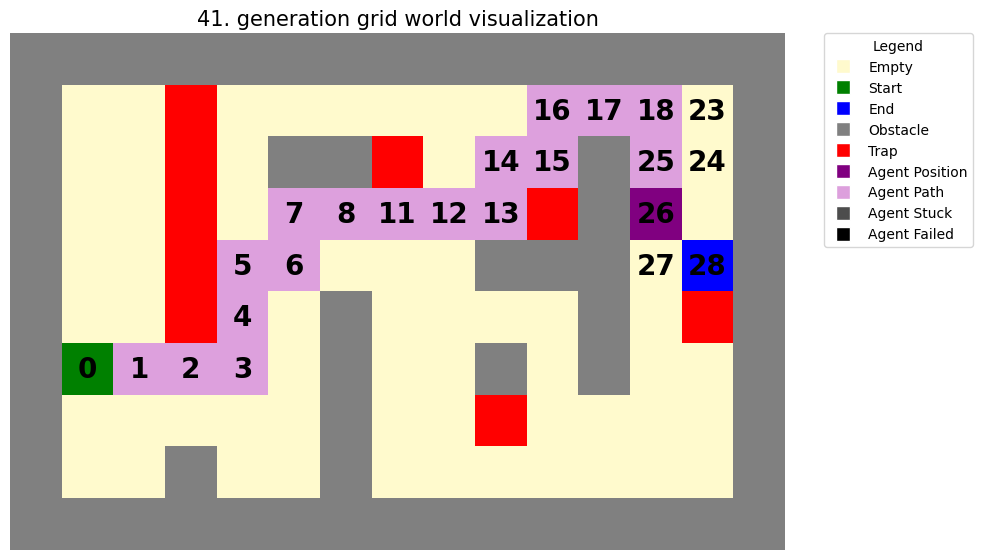 41. generation grid world visualization
16 17 18 23
14 15 25 24
7 8 11 12 13 26
5 6 27 28
4
0 1 2 3
Legend
Empty
Start
End
Obstacle
Trap
Agent Position
Agent Path
Agent Stuck
Agent Failed